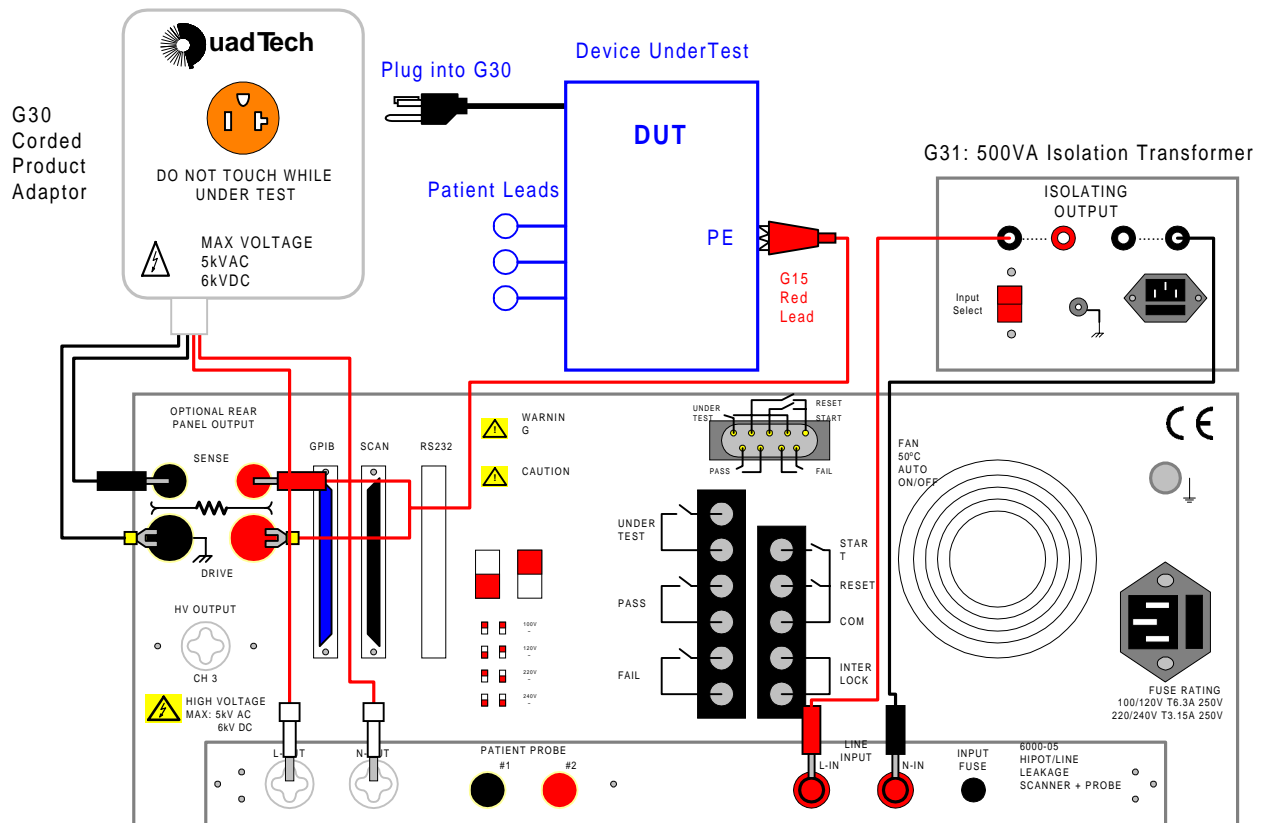 uadTech
G30
Corded
Product
Adaptor
DO NOT TOUCH WHILE
UNDER TEST
MAX VOLTAGE
5kVAC
6kVDC
Plug into G30
Device UnderTest
DUT
Patient Leads
PE
G15
Red
Lead
G31: 500VA Isolation Transformer
ISOLATING
OUTPUT
Input
Select
OPTIONAL REAR
PANEL OUTPUT
SENSE
DRIVE
HV OUTPUT
CH 3
HIGH VOLTAGE
MAX: 5kV AC
6kV DC
GPIB
SCAN
RS232
WARNIN
G
CAUTION
100V
~
120V
~
220V
~
240V
~
UNDER
TEST
RESET
START
PASS
FAIL
UNDER
TEST
PASS
FAIL
STAR
T
RESET
COM
INTER
LOCK
FAN
50ºC
AUTO
ON/OFF
CE
FUSE RATING
100/120V T6.3A 250V
220/240V T3.15A 250V
PATIENT PROBE
#1
#2
LINE
INPUT
L-IN
N-IN
INPUT
FUSE
6000-05
HIPOT/LINE
LEAKAGE
SCANNER + PROBE